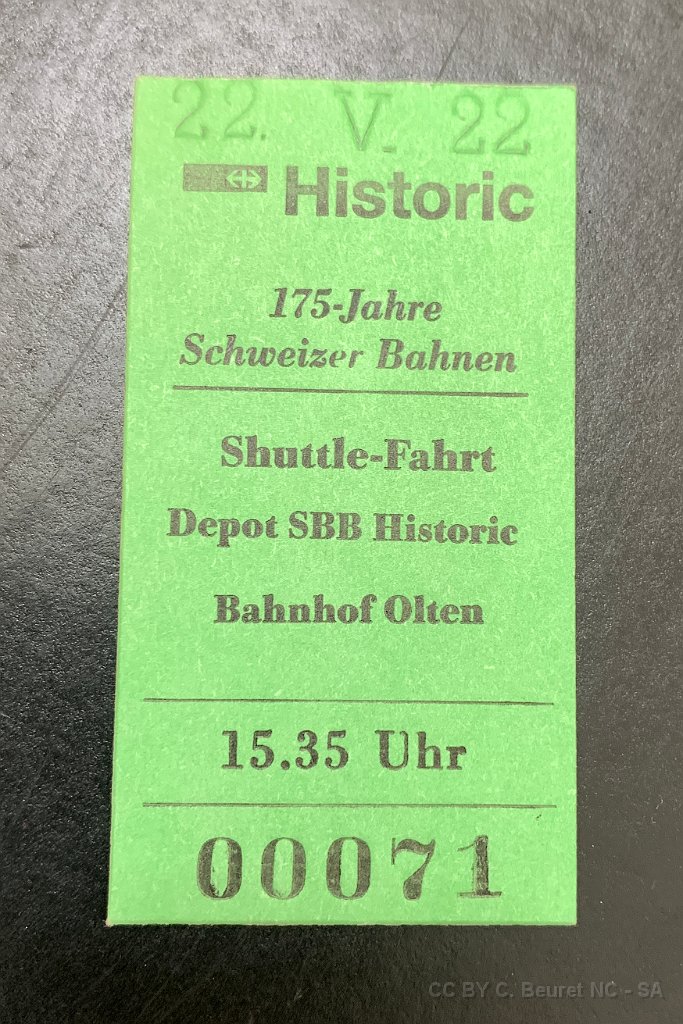 22. V. 22
Historic
175-Jahre
Schweizer Bahnen
Shuttle-Fahrt
Depot SBB Historic
Bahnhof Olten
15.35 Uhr
00071
CC BY C. Beuret NC - SA